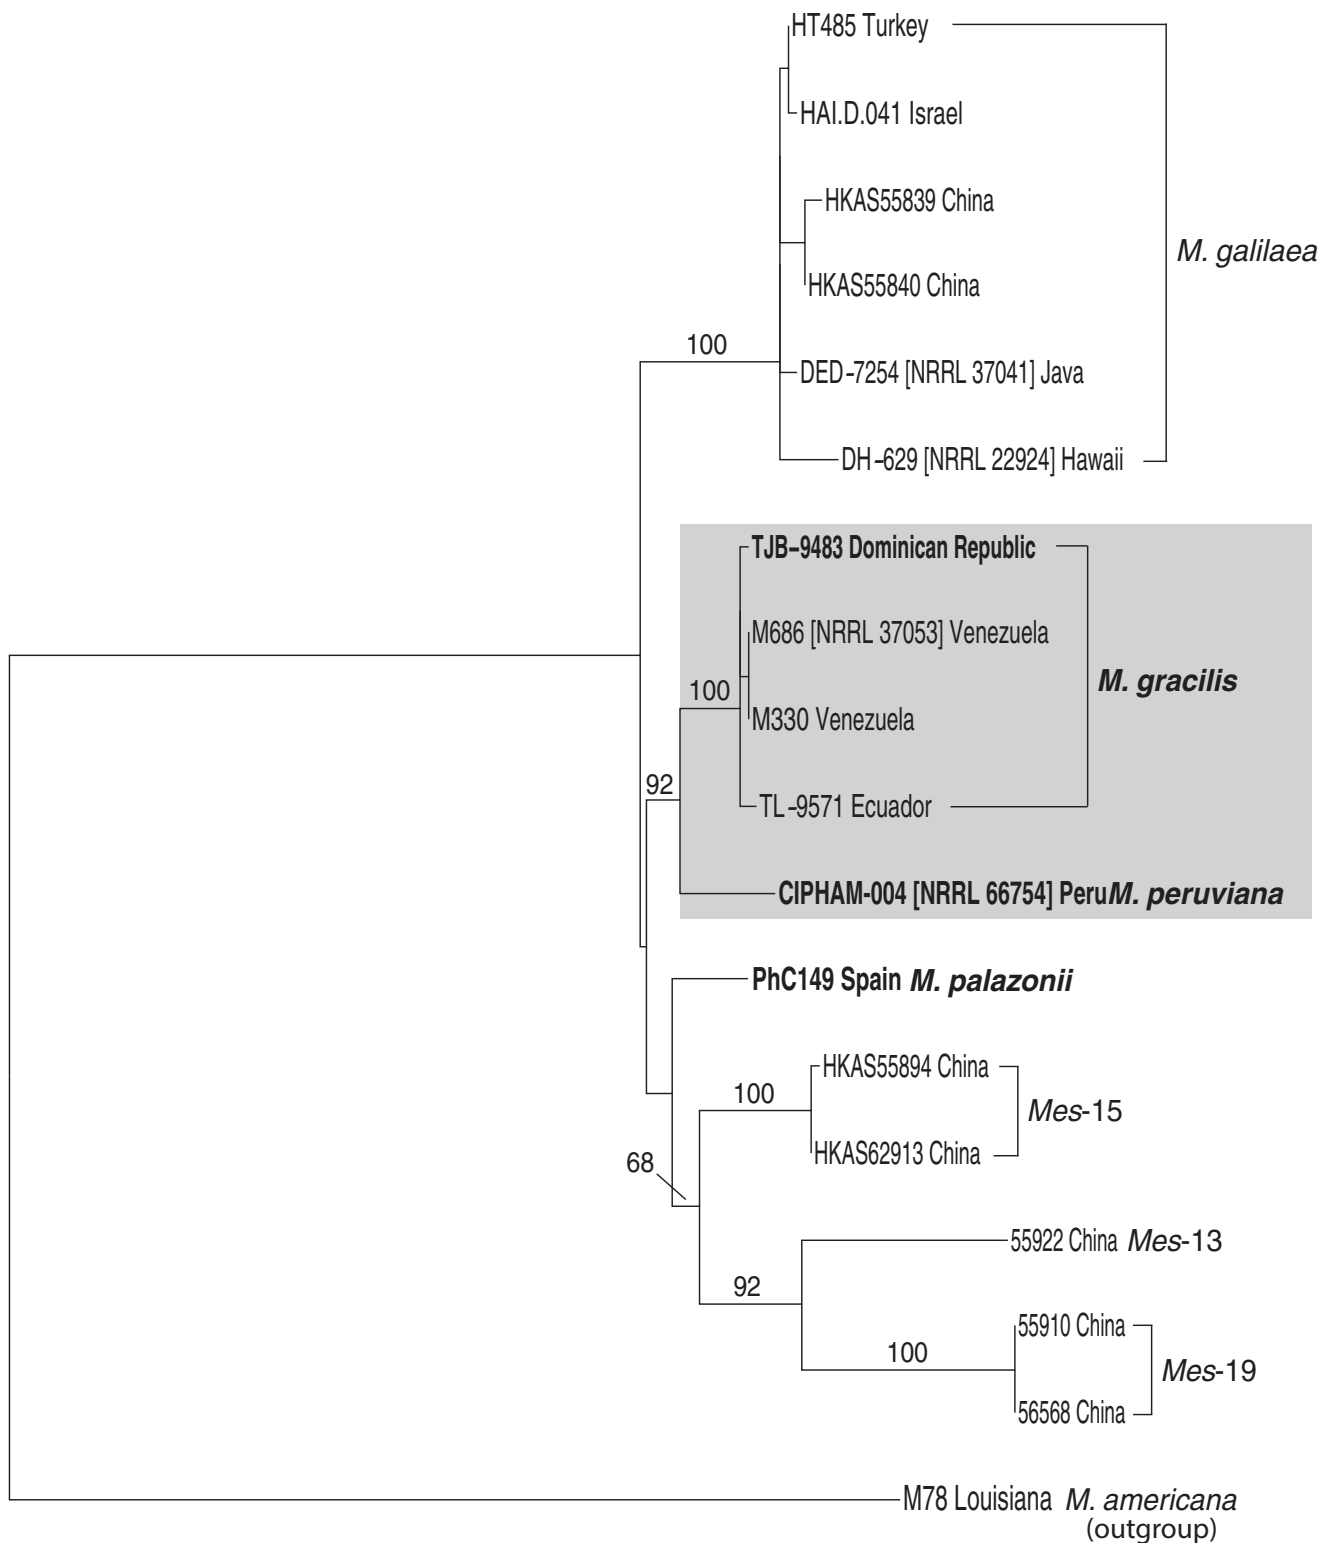 HT485 Turkey
HAI.D.041 Israel
HKAS55839 China
M. galilaea
HKAS55840 China
100
DED-7254 [NRRL 37041] Java
DH-629 [NRRL 22924] Hawaii
TJB-9483 Dominican Republic
M686 [NRRL 37053] Venezuela
M. gracilis
100
M330 Venezuela
92
TL-9571 Ecuador
CIPHAM-004 [NRRL 66754] Peru M. peruviana
PhC149 Spain M. palazonii
HKAS55894 China
100
Mes-15
HKAS62913 China
68
55922 China Mes-13
92
55910 China
100
Mes-19
56568 China
M78 Louisiana M. americana
(outgroup)